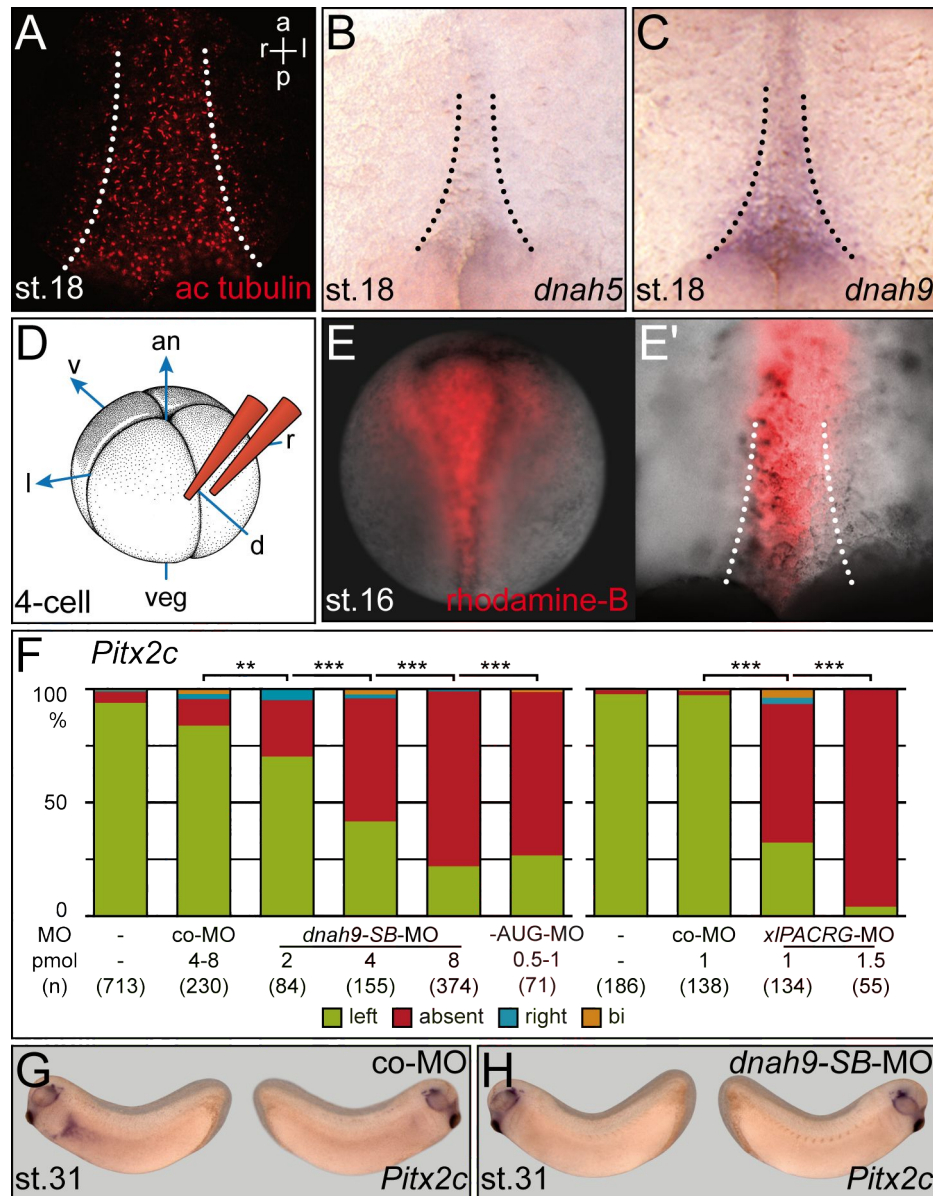 A
a
r l
p
st.18
ac tubulin
B
st.18
dnah5
C
st.18
dnah9
D
an
v
l
r
d
veg
4-cell
E
st.16
rhodamine-B
E'
F
Pitx2c
** *** *** *** *** ***
100
%
50
0
MO - co-MO dnah9-SB-MO -AUG-MO - co-MO xlPACRG-MO
pmol - 4-8 2 4 8 0.5-1 - 1 1 1.5
(n) (713) (230) (84) (155) (374) (71) (186) (138) (134) (55)
left absent right bi
G
co-MO
st.31
Pitx2c
H
dnah9-SB-MO
st.31
Pitx2c